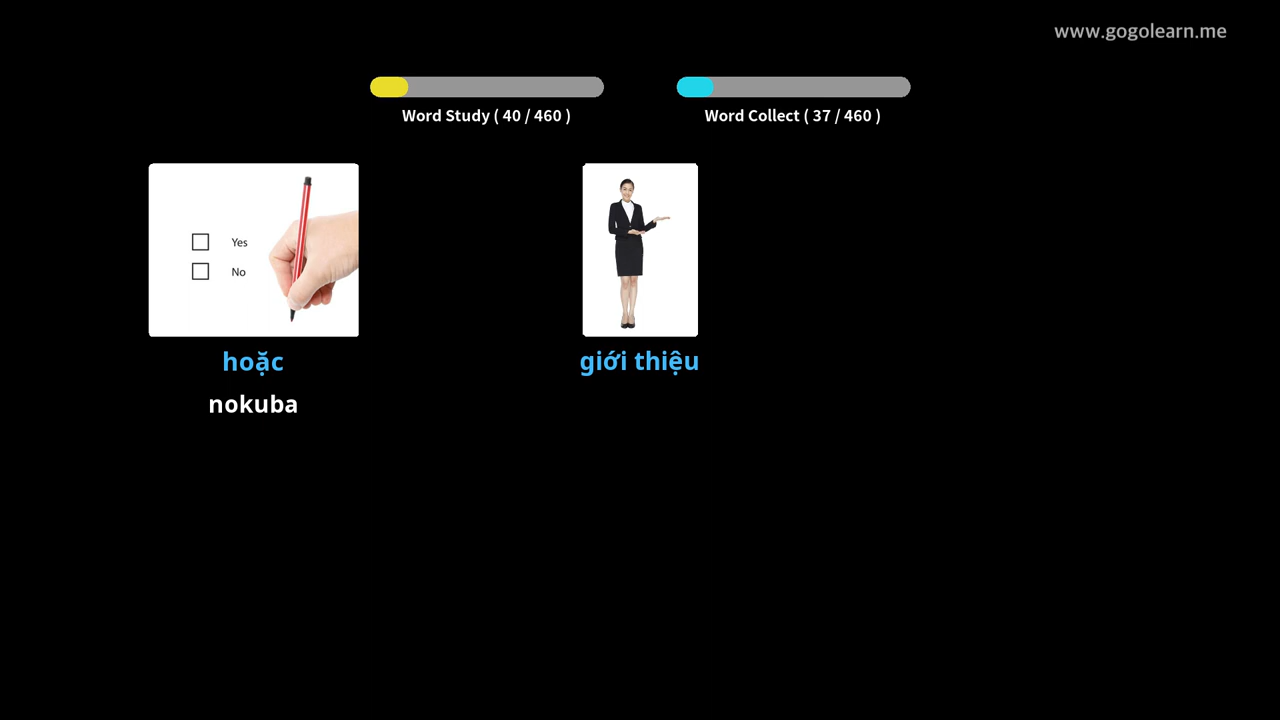 www.gogolearn.me
Word Study ( 40 / 460 )
Word Collect ( 37 / 460 )
Yes
No
hoặc
giới thiệu
nokuba